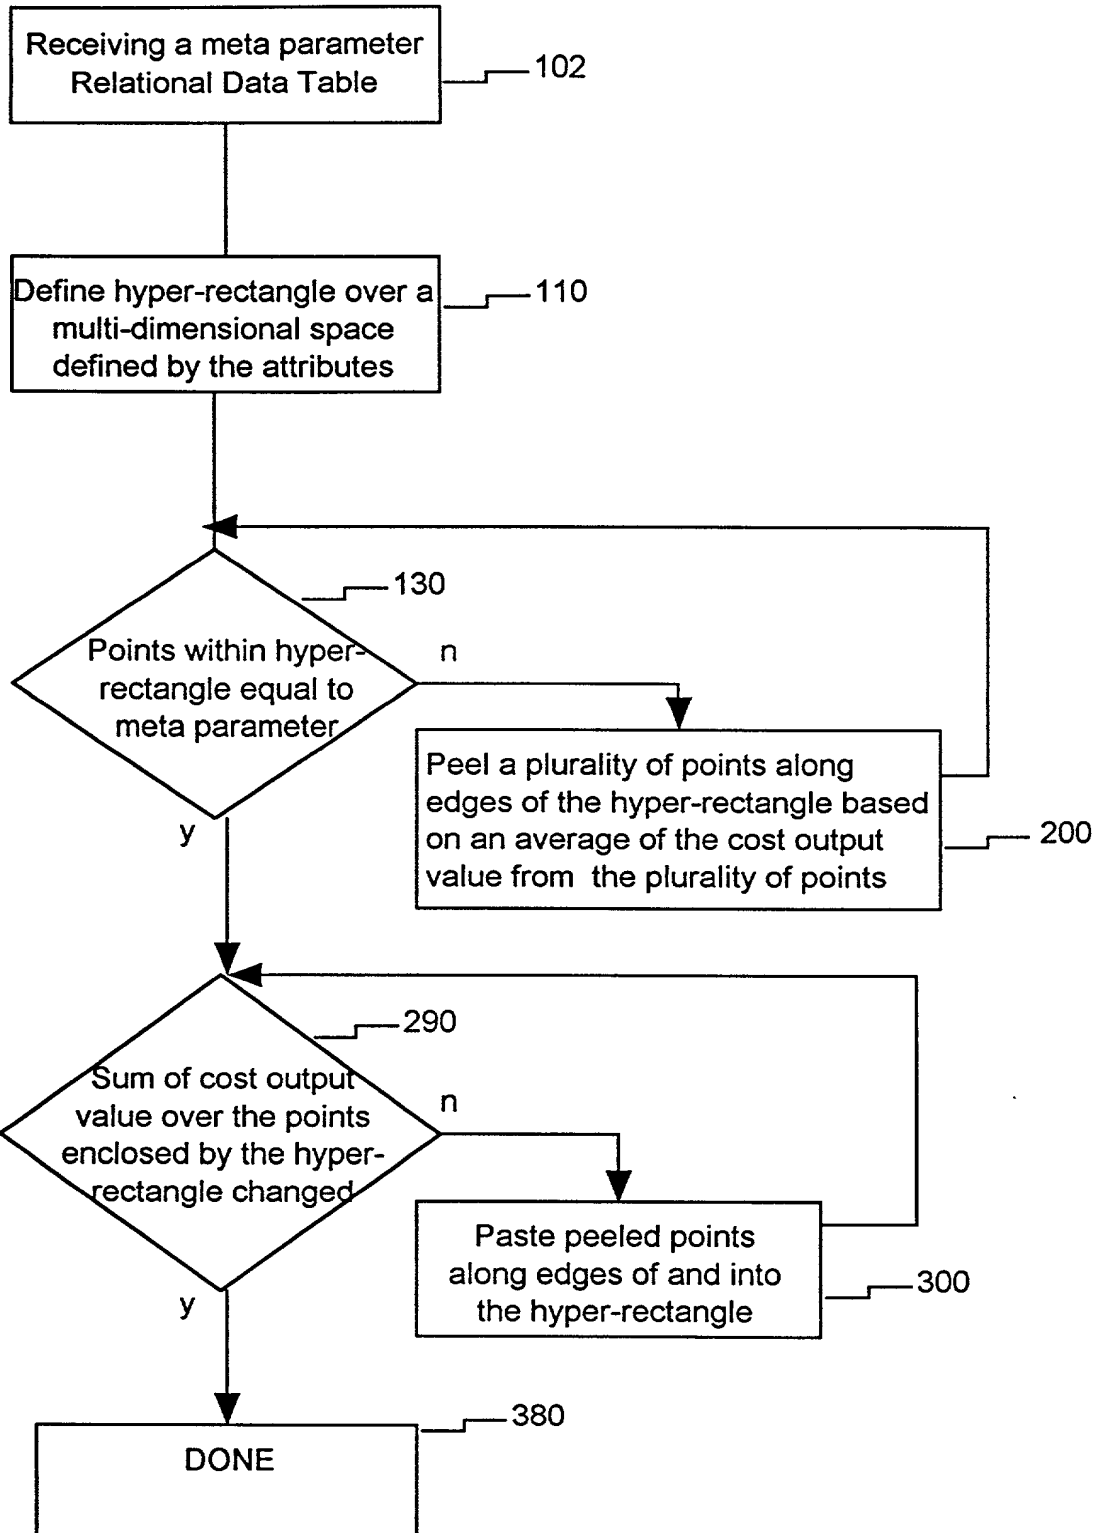 Receiving a meta parameter
Relational Data Table
102
Define hyper-rectangle over a
multi-dimensional space
defined by the attributes
110
130
Points within hyper-
rectangle equal to
meta parameter
n
y
Peel a plurality of points along
edges of the hyper-rectangle based
on an average of the cost output
value from the plurality of points
200
290
Sum of cost output
value over the points
enclosed by the hyper-
rectangle changed
n
y
Paste peeled points
along edges of and into
the hyper-rectangle
300
380
DONE